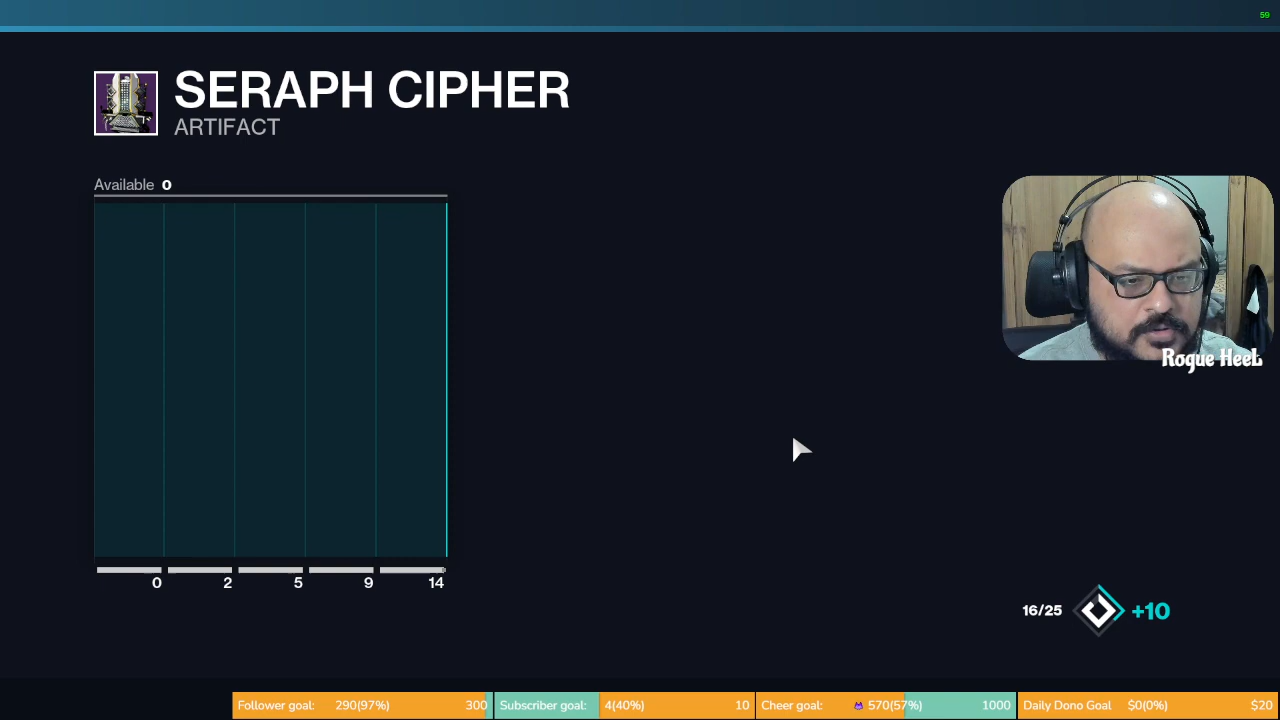 59
SERAPH CIPHER
ARTIFACT
Available 0
Rogue Heel
0 2 5 9 14
16/25 +10
Follower goal: 290(97%) 300 Subscriber goal: 4(40%) 10 Cheer goal: 570(57%) 1000 Daily Dono Goal $0(0%) $20